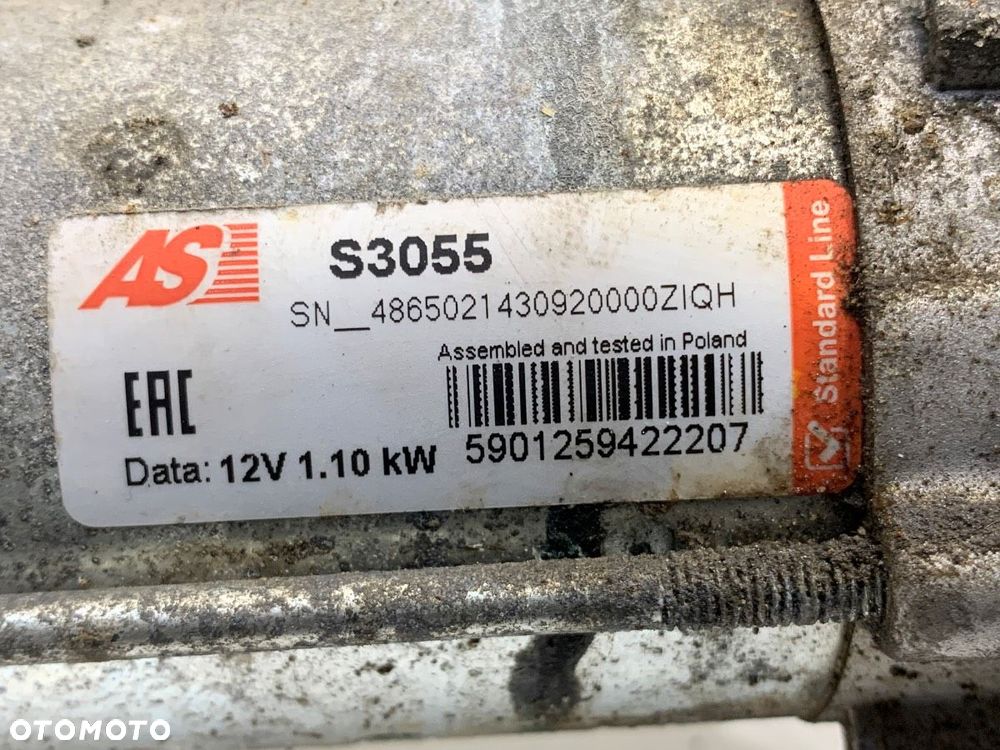 AS
S3055
SN__4865021430920000ZIQH
Assembled and tested in Poland
EAC
5901259422207
Data: 12V 1.10 kW
Standard Line
OTOMOTO